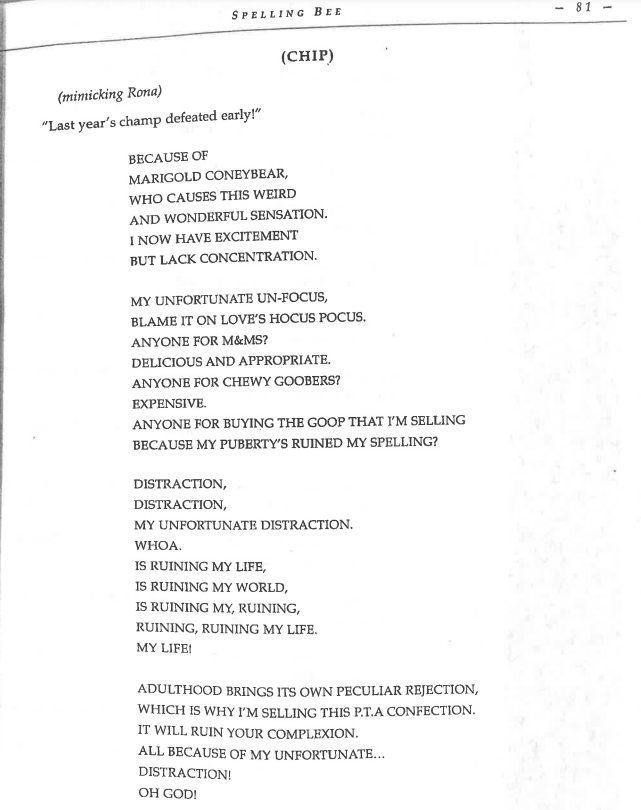 SPELLING BEE
– 81 –
(CHIP)
(mimicking Rona)
"Last year's champ defeated early!"
BECAUSE OF
MARIGOLD CONEYBEAR,
WHO CAUSES THIS WEIRD
AND WONDERFUL SENSATION.
I NOW HAVE EXCITEMENT
BUT LACK CONCENTRATION.
MY UNFORTUNATE UN-FOCUS,
BLAME IT ON LOVE'S HOCUS POCUS.
ANYONE FOR M&MS?
DELICIOUS AND APPROPRIATE.
ANYONE FOR CHEWY GOOBERS?
EXPENSIVE.
ANYONE FOR BUYING THE GOOP THAT I'M SELLING
BECAUSE MY PUBERTY'S RUINED MY SPELLING?
DISTRACTION,
DISTRACTION,
MY UNFORTUNATE DISTRACTION.
WHOA.
IS RUINING MY LIFE,
IS RUINING MY WORLD,
IS RUINING MY, RUINING,
RUINING, RUINING MY LIFE.
MY LIFE!
ADULTHOOD BRINGS ITS OWN PECULIAR REJECTION,
WHICH IS WHY I'M SELLING THIS P.T.A CONFECTION.
IT WILL RUIN YOUR COMPLEXION.
ALL BECAUSE OF MY UNFORTUNATE...
DISTRACTION!
OH GOD!